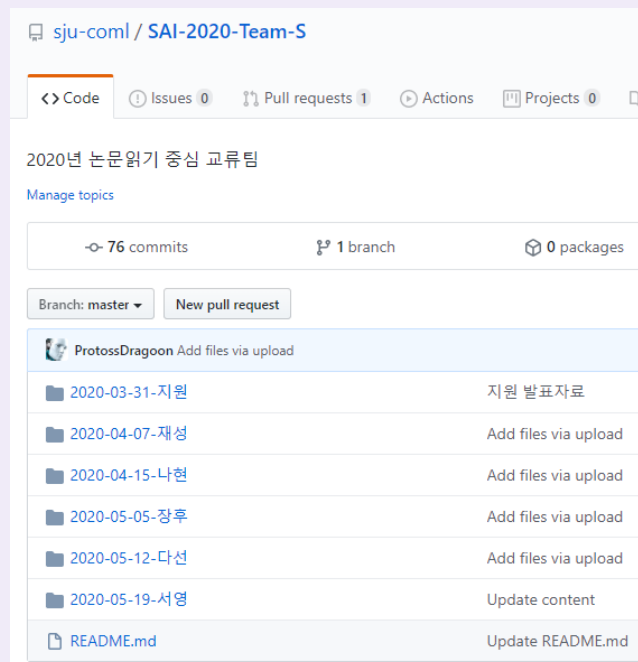 sju-coml / SAI-2020-Team-S
<> Code Issues 0 Pull requests 1 Actions Projects 0
2020년 논문읽기 중심 교류팀
Manage topics
76 commits 1 branch 0 packages
Branch: master New pull request
ProtossDragoon Add files via upload
2020-03-31-지원 지원 발표자료
2020-04-07-재성 Add files via upload
2020-04-15-나현 Add files via upload
2020-05-05-장후 Add files via upload
2020-05-12-다선 Add files via upload
2020-05-19-서영 Update content
README.md Update README.md